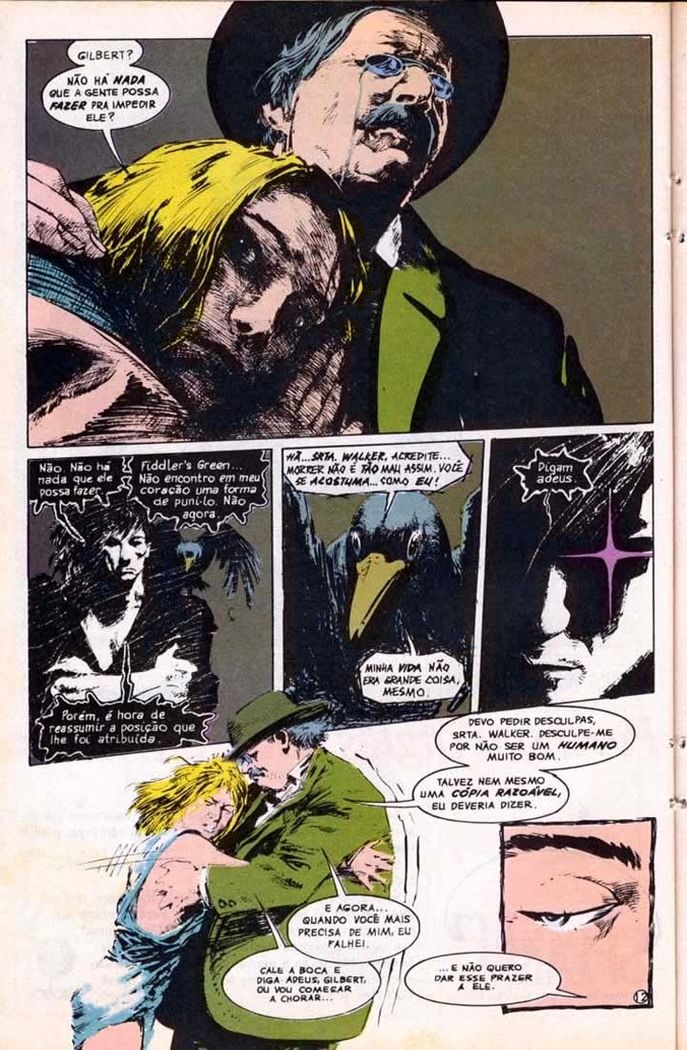 GILBERT?
NÃO HÁ NADA
QUE A GENTE POSSA
FAZER PRA IMPEDIR
ELE?
Não. Não há
nada que ele
possa fazer.
Fiddler's Green...
Não encontro em meu
coração uma forma
de puni-lo. Não
agora.
Porém, é hora de
reassumir a posição que
lhe foi atribuída.
HÃ...SRTA. WALKER, ACREDITE...
MORRER NÃO É TÃO MAU ASSIM. VOCÊ
SE ACOSTUMA...COMO EU!
MINHA VIDA NÃO
ERA GRANDE COISA,
MESMO.
Digam
adeus.
DEVO PEDIR DESCULPAS,
SRTA. WALKER. DESCULPE-ME
POR NÃO SER UM HUMANO
MUITO BOM.
TALVEZ NEM MESMO
UMA CÓPIA RAZOÁVEL,
EU DEVERIA DIZER.
E AGORA...
QUANDO VOCÊ MAIS
PRECISA DE MIM, EU
FALHEI.
CALE A BOCA E
DIGA ADEUS, GILBERT,
OU VOU COMEÇAR
A CHORAR...
...E NÃO QUERO
DAR ESSE PRAZER
A ELE.
12